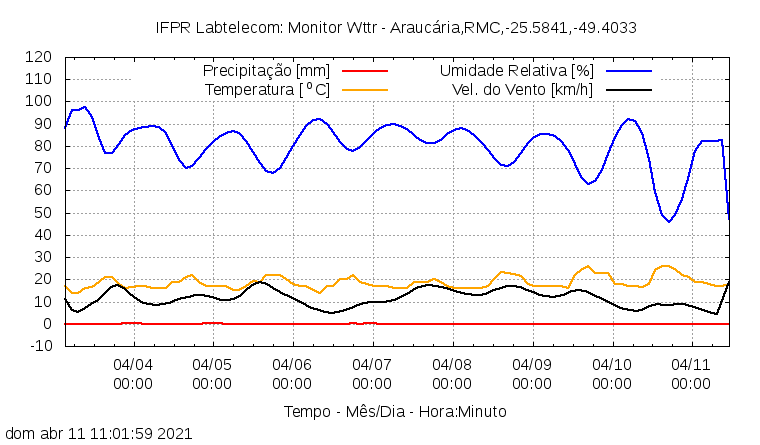 IFPR Labtelecom: Monitor Wttr - Araucária,RMC,-25.5841,-49.4033
120
110
100
90
80
70
60
50
40
30
20
10
0
-10
Precipitação [mm]
Temperatura [⁰C]
Umidade Relativa [%]
Vel. do Vento [km/h]
04/04 04/05 04/06 04/07 04/08 04/09 04/10 04/11
00:00 00:00 00:00 00:00 00:00 00:00 00:00 00:00
Tempo - Mês/Dia - Hora:Minuto
dom abr 11 11:01:59 2021